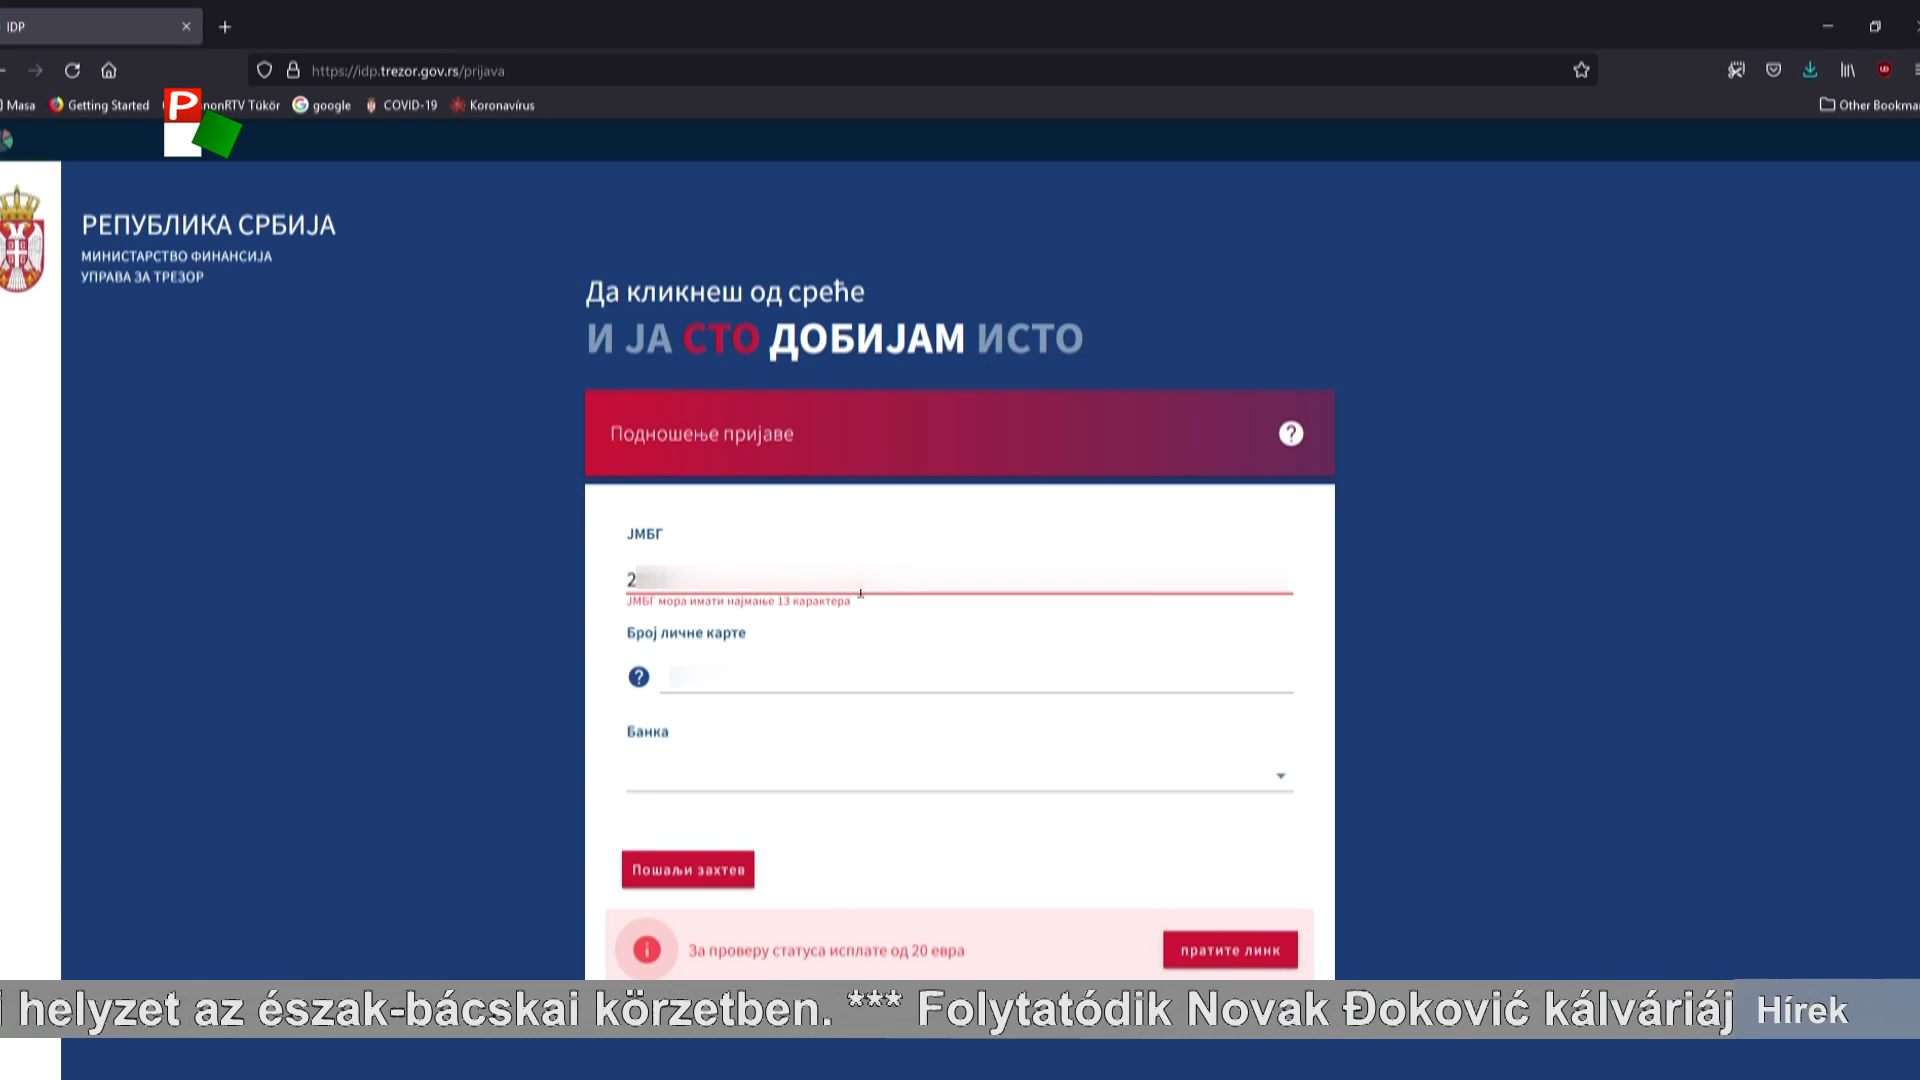 IDP
https://idp.trezor.gov.rs/prijava
Masa
Getting Started
nonRTV Tükör
google
COVID-19
Koronavírus
Other Bookma
P
РЕПУБЛИКА СРБИЈА
МИНИСТАРСТВО ФИНАНСИЈА
УПРАВА ЗА ТРЕЗОР
Да кликнеш од среће
И ЈА СТО ДОБИЈАМ ИСТО
Подношење пријаве
?
ЈМБГ
2
ЈМБГ мора имати најмање 13 карактера
Број личне карте
?
Банка
Пошаљи захтев
За проверу статуса исплате од 20 евра
пратите линк
i helyzet az észak-bácskai körzetben. *** Folytatódik Novak Đoković kálváriáj
Hírek